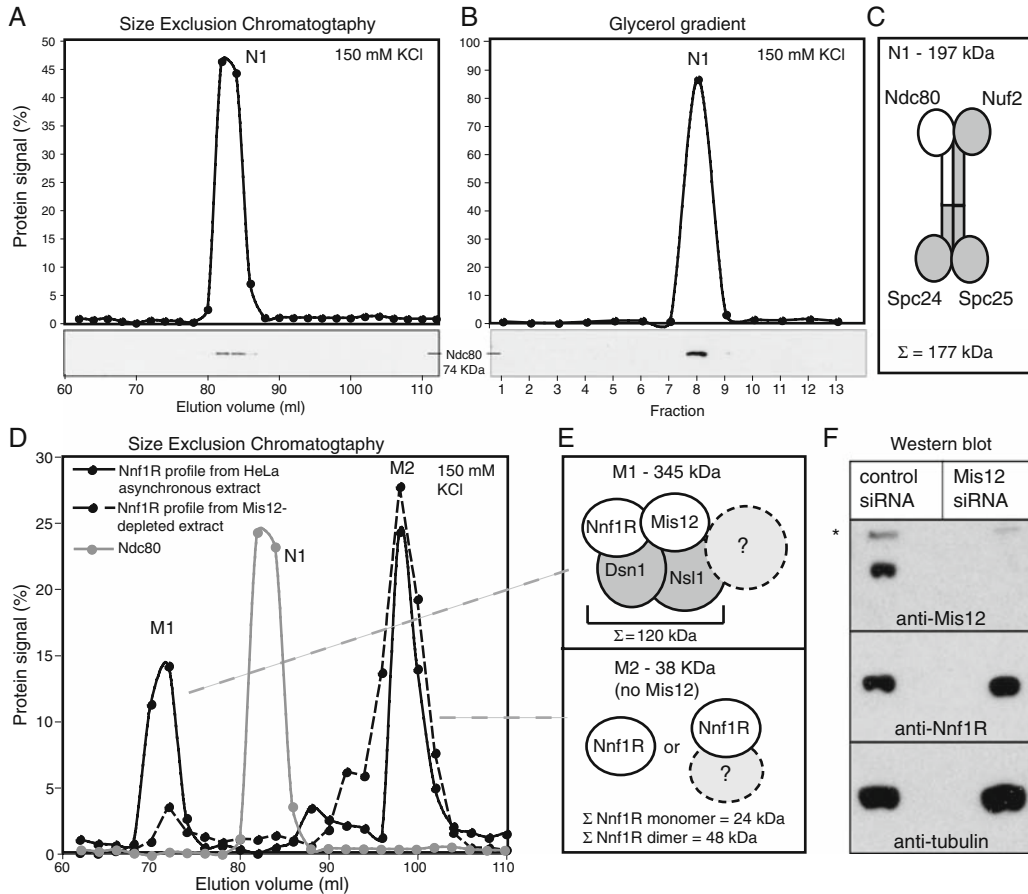 A
Size Exclusion Chromatogtaphy
Protein signal (%)
50
45
40
35
30
25
20
15
10
5
0
N1
150 mM KCl
60 70 80 90 100 110
Elution volume (ml)
Ndc80
74 KDa
B
Glycerol gradient
100
90
80
70
60
50
40
30
20
10
0
N1
150 mM KCl
1 2 3 4 5 6 7 8 9 10 11 12 13
Fraction
C
N1 - 197 kDa
Ndc80 Nuf2
Spc24 Spc25
Σ = 177 kDa
D
Size Exclusion Chromatogtaphy
Protein signal (%)
30
25
20
15
10
5
0
Nnf1R profile from HeLa
asynchronous extract
Nnf1R profile from Mis12-
depleted extract
Ndc80
M1
N1
M2
150 mM
KCl
60 70 80 90 100 110
Elution volume (ml)
E
M1 - 345 kDa
Nnf1R Mis12
?
Dsn1 Nsl1
Σ = 120 kDa
M2 - 38 KDa
(no Mis12)
Nnf1R or Nnf1R
?
Σ Nnf1R monomer = 24 kDa
Σ Nnf1R dimer = 48 kDa
F
Western blot
control
siRNA
Mis12
siRNA
*
anti-Mis12
anti-Nnf1R
anti-tubulin